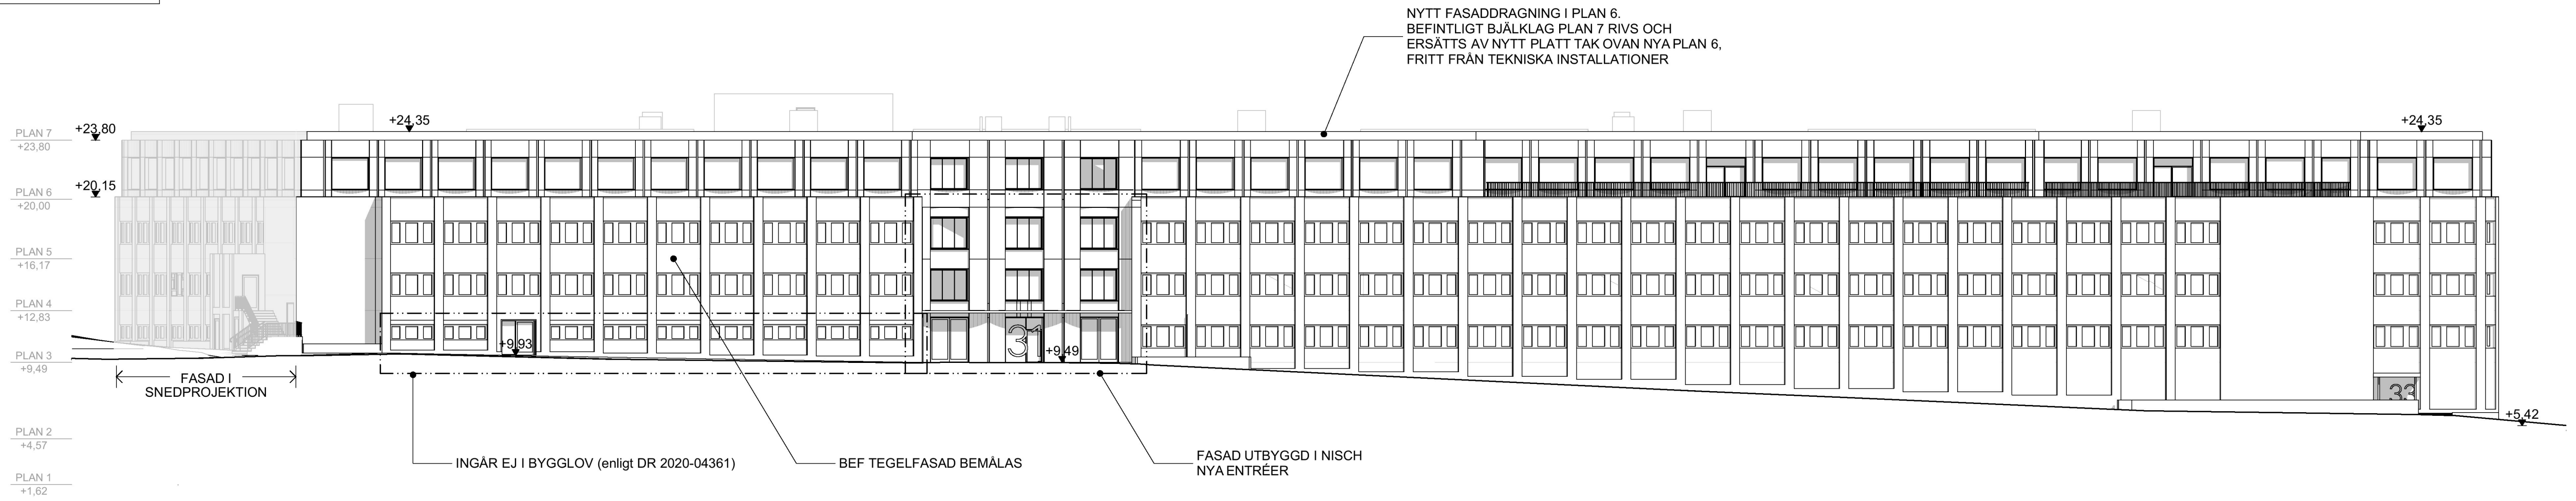 NYTT FASADDRAGNING I PLAN 6.
BEFINTLIGT BJÄLKLAG PLAN 7 RIVS OCH
ERSÄTTS AV NYTT PLATT TAK OVAN NYA PLAN 6,
FRITT FRÅN TEKNISKA INSTALLATIONER
PLAN 7
+23,80
+23,80
+24,35
+24,35
PLAN 6
+20,00
+20,15
PLAN 5
+16,17
PLAN 4
+12,83
PLAN 3
+9,49
+9,93
31
+9,49
33
+5,42
FASAD I
SNEDPROJEKTION
PLAN 2
+4,57
PLAN 1
+1,62
INGÅR EJ I BYGGLOV (enligt DR 2020-04361)
BEF TEGELFASAD BEMÅLAS
FASAD UTBYGGD I NISCH
NYA ENTRÉER